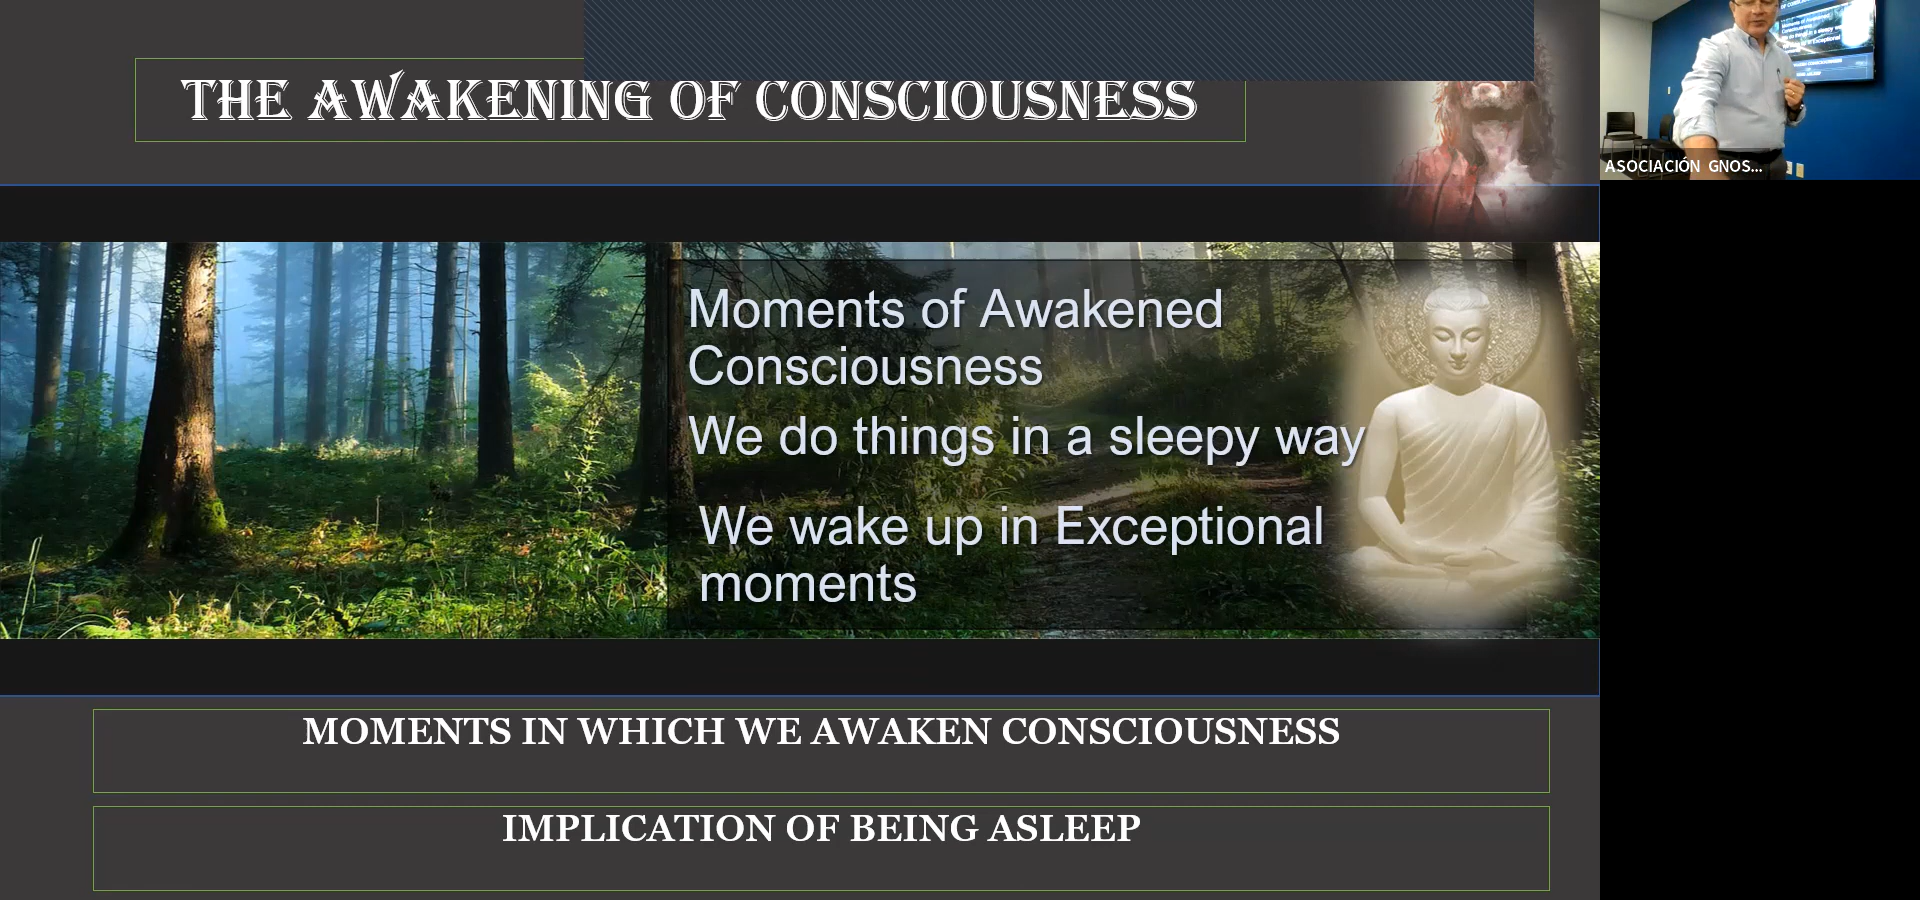 THE AWAKENING OF CONSCIOUSNESS
Moments of Awakened
Consciousness
We do things in a sleepy way
We wake up in Exceptional
moments
MOMENTS IN WHICH WE AWAKEN CONSCIOUSNESS
IMPLICATION OF BEING ASLEEP
ASOCIACIÓN GNOS...